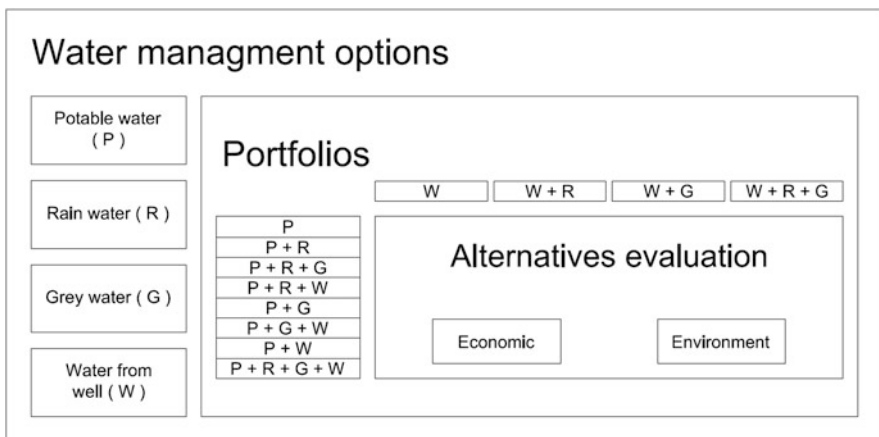 Water managment options
Potable water
( P )
Rain water ( R )
Grey water ( G )
Water from
well ( W )
Portfolios
W
W + R
W + G
W + R + G
P
P + R
P + R + G
P + R + W
P + G
P + G + W
P + W
P + R + G + W
Alternatives evaluation
Economic
Environment